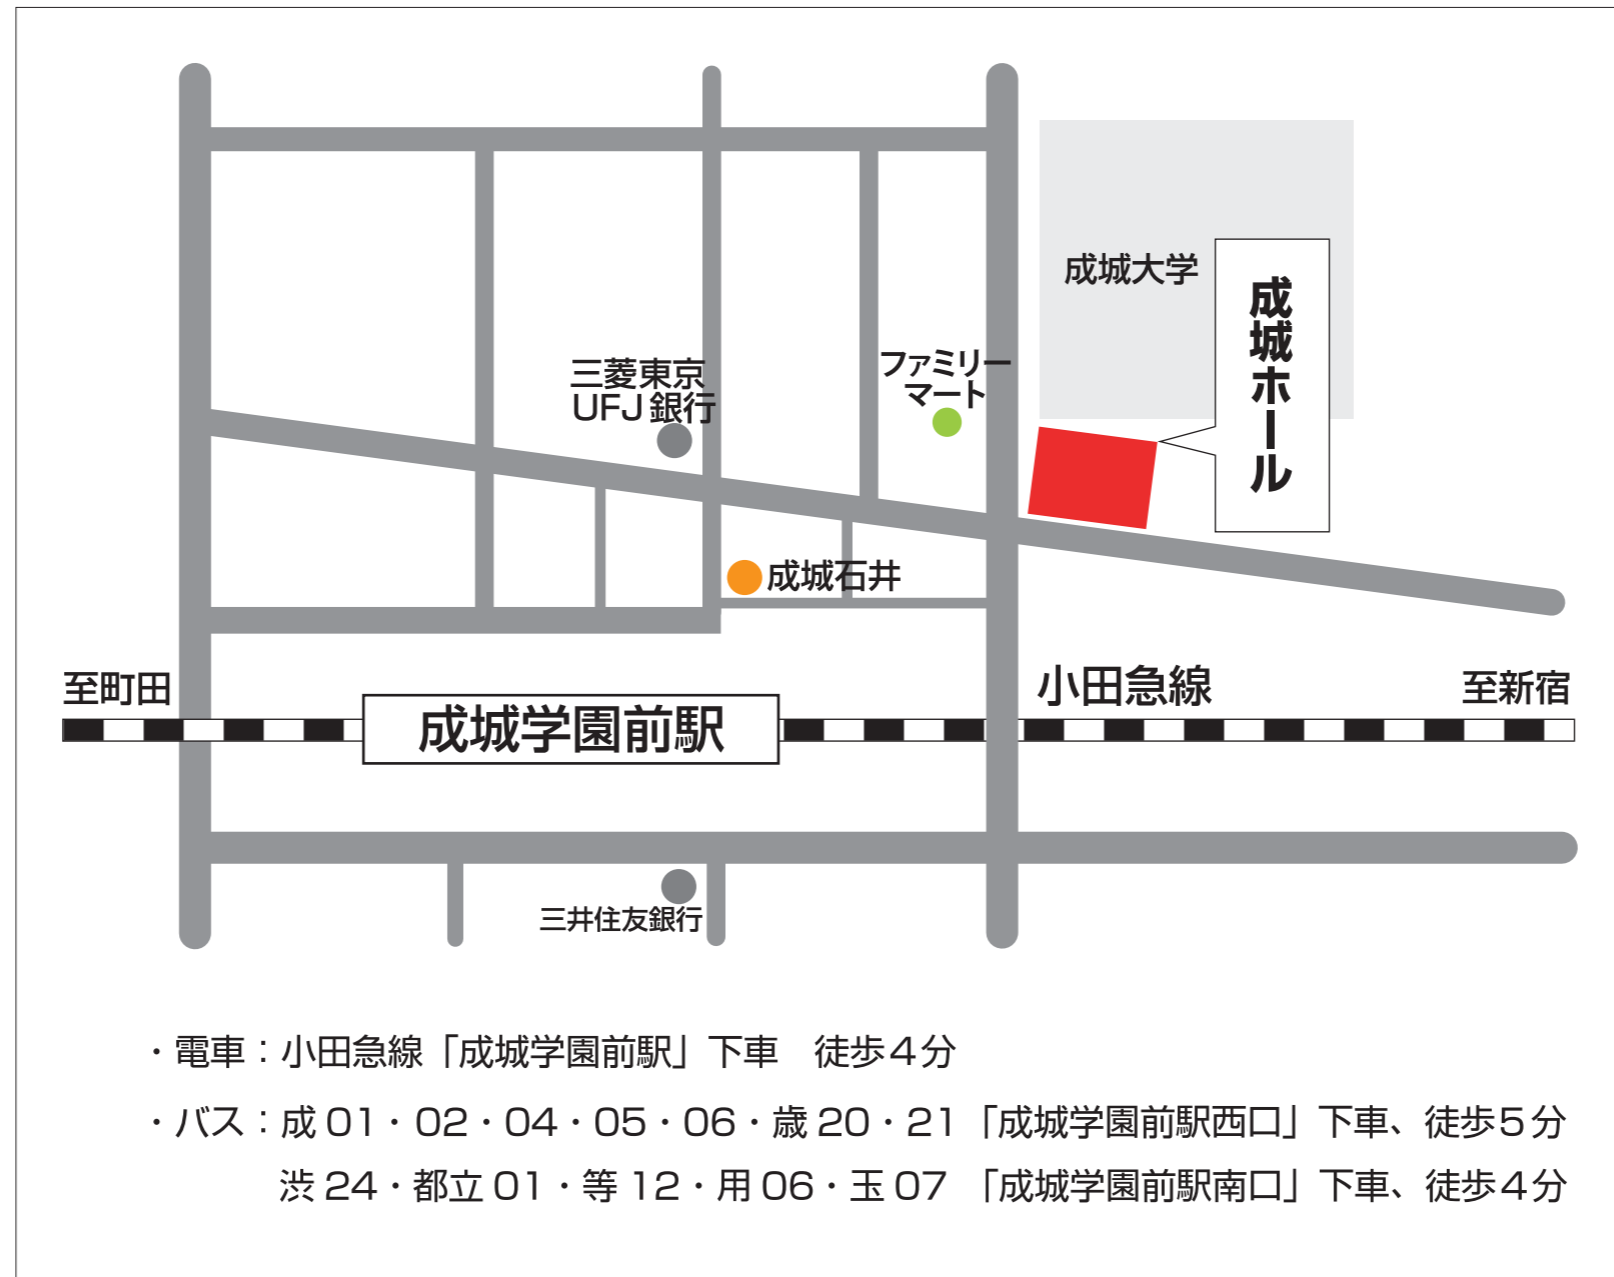 成城大学
成城ホール
三菱東京
UFJ銀行
ファミリー
マート
成城石井
至町田
成城学園前駅
小田急線
至新宿
三井住友銀行
・電車：小田急線「成城学園前駅」下車　徒歩4分
・バス：成01・02・04・05・06・歳20・21「成城学園前駅西口」下車、徒歩5分
渋24・都立01・等12・用06・玉07「成城学園前駅南口」下車、徒歩4分